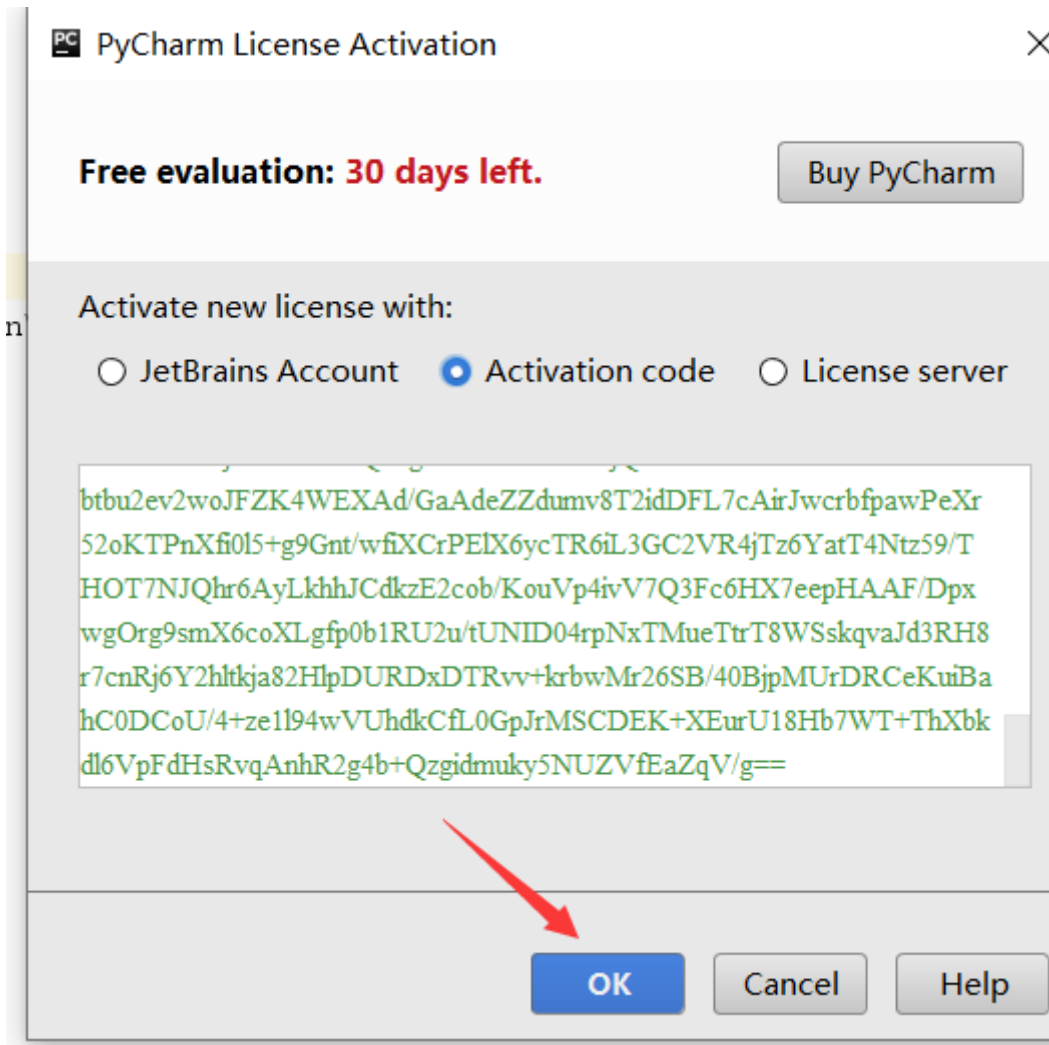 PC PyCharm License Activation
Free evaluation: 30 days left.
Buy PyCharm
Activate new license with:
JetBrains Account Activation code License server
btbu2ev2woJFZK4WEXAd/GaAdeZZdumv8T2idDFL7cAirJwcrbfpawPeXr
52oKTPnXfi0l5+g9Gnt/wfiXCrPElX6ycTR6iL3GC2VR4jTz6YatT4Ntz59/T
HOT7NJQhr6AyLkhhJCdkzE2cob/KouVp4ivV7Q3Fc6HX7eepHAAF/Dpx
wgOrg9smX6coXLgfp0b1RU2u/tUNID04rpNxTMueTtrT8WSskqvaJd3RH8
r7cnRj6Y2hltkja82HlpDURDxDTRvv+krbwMr26SB/40BjpMUrDRCeKuiBa
hC0DCoU/4+ze1l94wVUhdkCfL0GpJrMSCDEK+XEurU18Hb7WT+ThXbk
dl6VpFdHsRvqAnhR2g4b+Qzgidmuky5NUZVfEaZqV/g==
OK Cancel Help